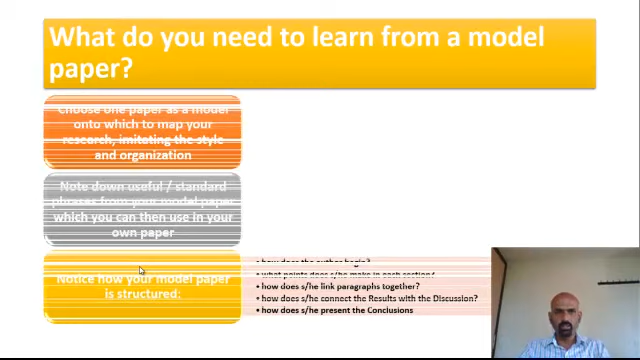 What do you need to learn from a model
paper?
Choose one paper as a model
onto which to map your
research, imitating the style
and organization
Note down useful / standard
phrases from your model paper
which you can then use in your
own paper
Notice how your model paper
is structured:
• how does the author begin?
• what points does s/he make in each section?
• how does s/he link paragraphs together?
• how does s/he connect the Results with the Discussion?
• how does s/he present the Conclusions